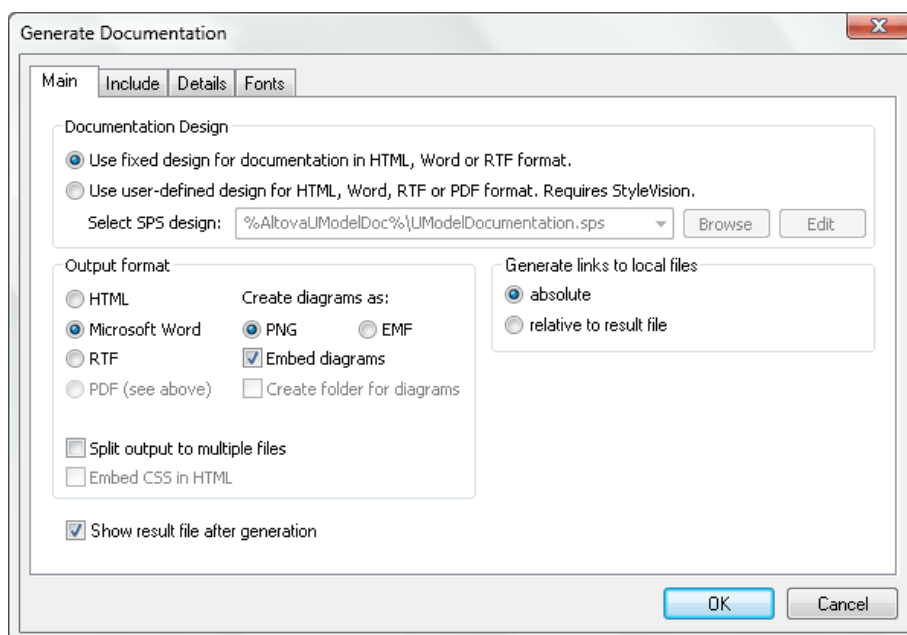 Generate Documentation
Main Include Details Fonts
Documentation Design
Use fixed design for documentation in HTML, Word or RTF format.
Use user-defined design for HTML, Word, RTF or PDF format. Requires StyleVision.
Select SPS design: %AltovaUModelDoc%\UModelDocumentation.sps Browse Edit
Output format
HTML Create diagrams as:
Microsoft Word PNG EMF
RTF Embed diagrams
PDF (see above) Create folder for diagrams
Split output to multiple files
Embed CSS in HTML
Generate links to local files
absolute
relative to result file
Show result file after generation
OK Cancel